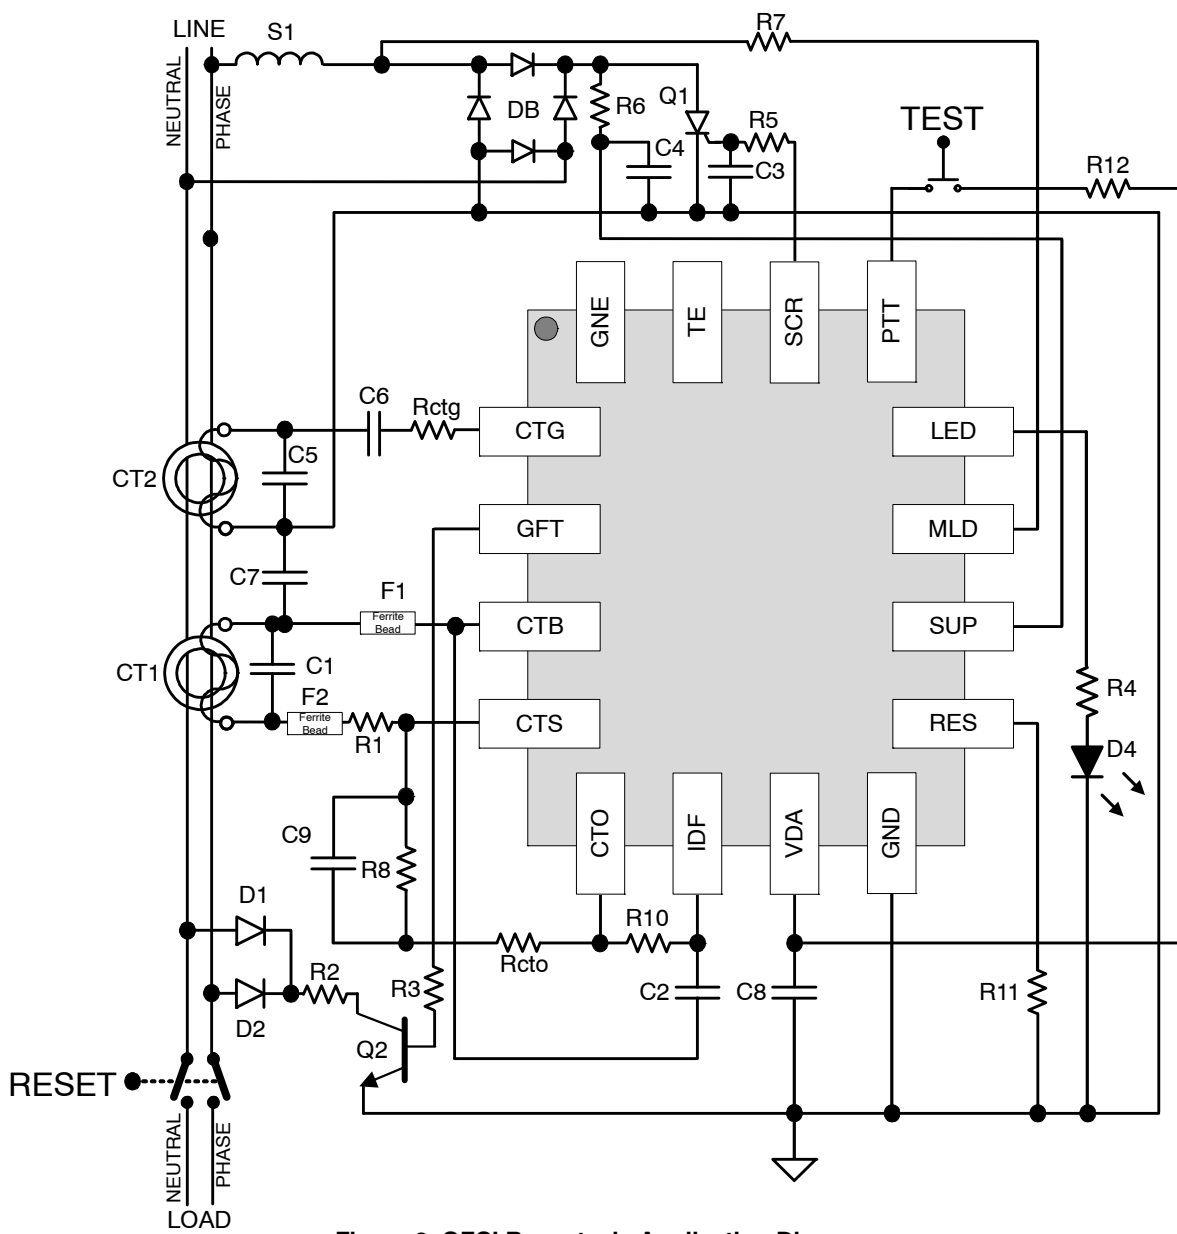 LINE
S1
R7
NEUTRAL
PHASE
DB
R6
Q1
R5
C4
C3
TEST
R12
GNE
TE
SCR
PTT
C6
Rctg
CTG
LED
CT2
C5
GFT
MLD
C7
F1
Ferrite
Bead
CTB
SUP
CT1
C1
F2
Ferrite
Bead
R1
CTS
RES
R4
D4
CTO
IDF
VDA
GND
C9
R8
D1
R10
Rcto
R2
R3
C2
C8
R11
D2
Q2
RESET
NEUTRAL
PHASE
LOAD